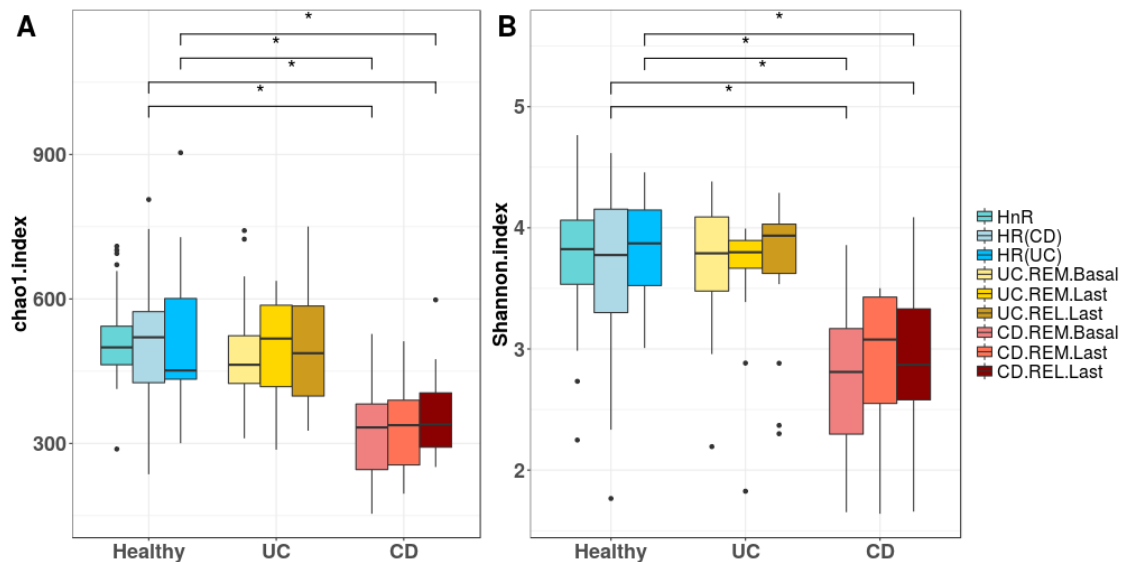 A
*
*
*
*
chao1.index
900
600
300
Healthy UC CD
B
*
*
*
*
Shannon.index
5
4
3
2
Healthy UC CD
HnR
HR(CD)
HR(UC)
UC.REM.Basal
UC.REM.Last
UC.REL.Last
CD.REM.Basal
CD.REM.Last
CD.REL.Last